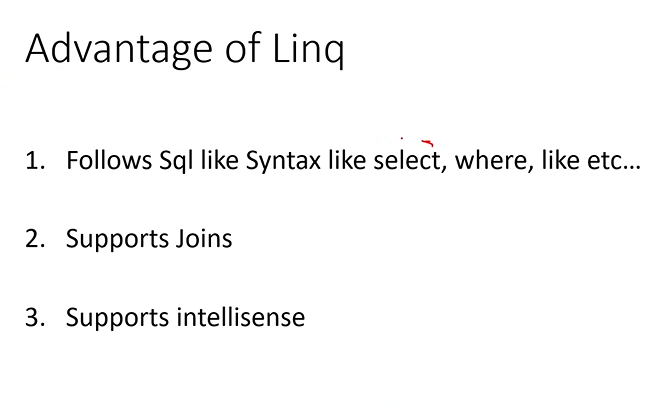 Advantage of Linq
1. Follows Sql like Syntax like select, where, like etc...
2. Supports Joins
3. Supports intellisense